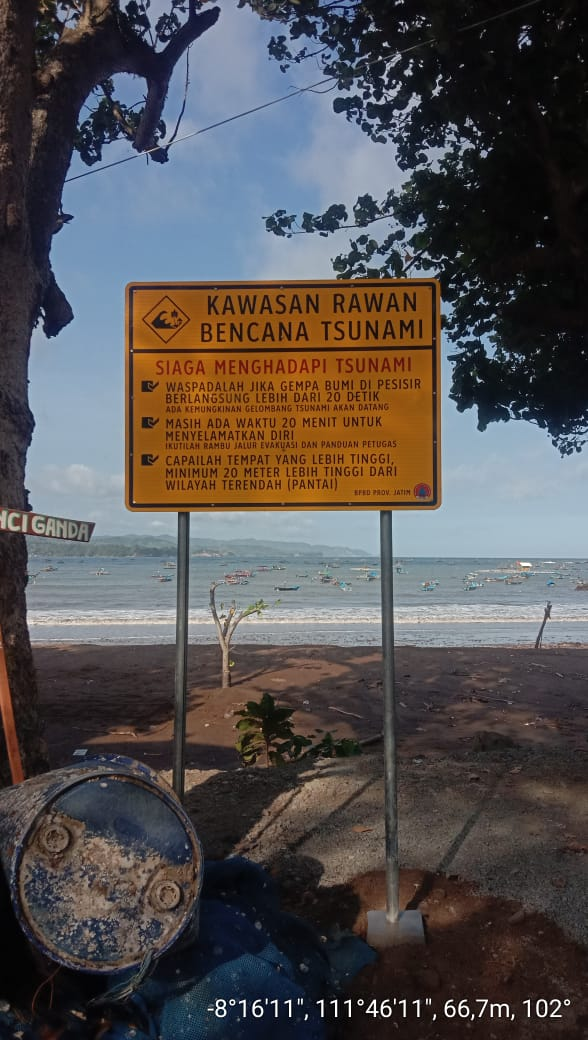 KAWASAN RAWAN
BENCANA TSUNAMI
SIAGA MENGHADAPI TSUNAMI
WASPADALAH JIKA GEMPA BUMI DI PESISIR
BERLANGSUNG LEBIH DARI 20 DETIK
ADA KEMUNGKINAN GELOMBANG TSUNAMI AKAN DATANG
MASIH ADA WAKTU 20 MENIT UNTUK
MENYELAMATKAN DIRI
IKUTILAH RAMBU JALUR EVAKUASI DAN PANDUAN PETUGAS
CAPAILAH TEMPAT YANG LEBIH TINGGI,
MINIMUM 20 METER LEBIH TINGGI DARI
WILAYAH TERENDAH (PANTAI)
BPBD PROV. JATIM
NCI GANDA
-8°16'11", 111°46'11", 66,7m, 102°